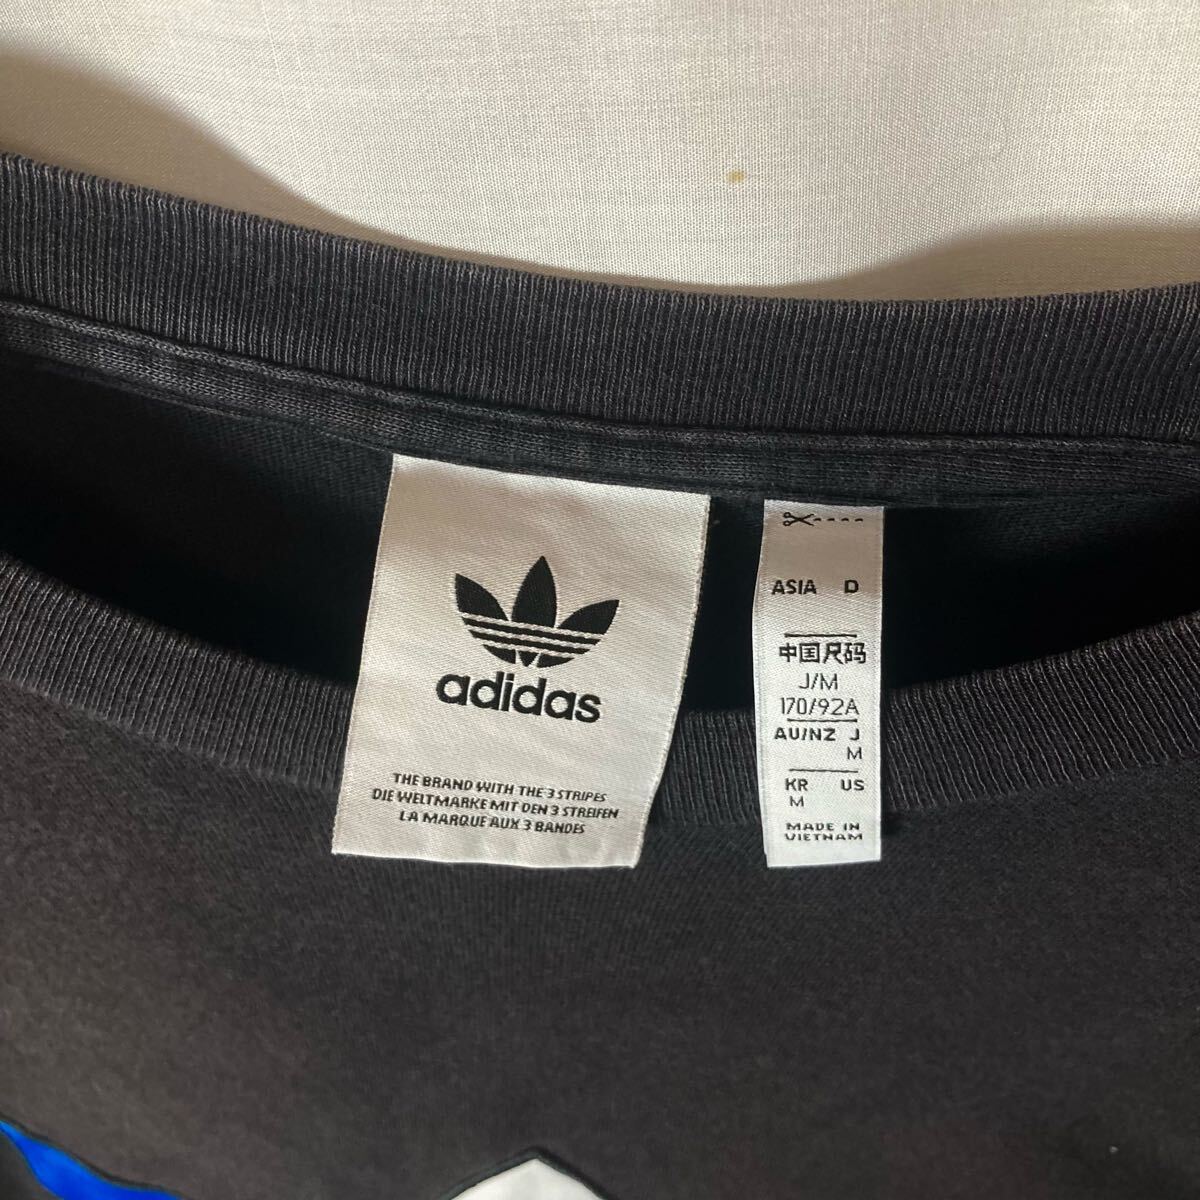 adidas
THE BRAND WITH THE 3 STRIPES
DIE WELTMARKE MIT DEN 3 STREIFEN
LA MARQUE AUX 3 BANDES
ASIA D
中国尺码
J/M
170/92A
AU/NZ J
M
KR US
M
MADE IN
VIETNAM